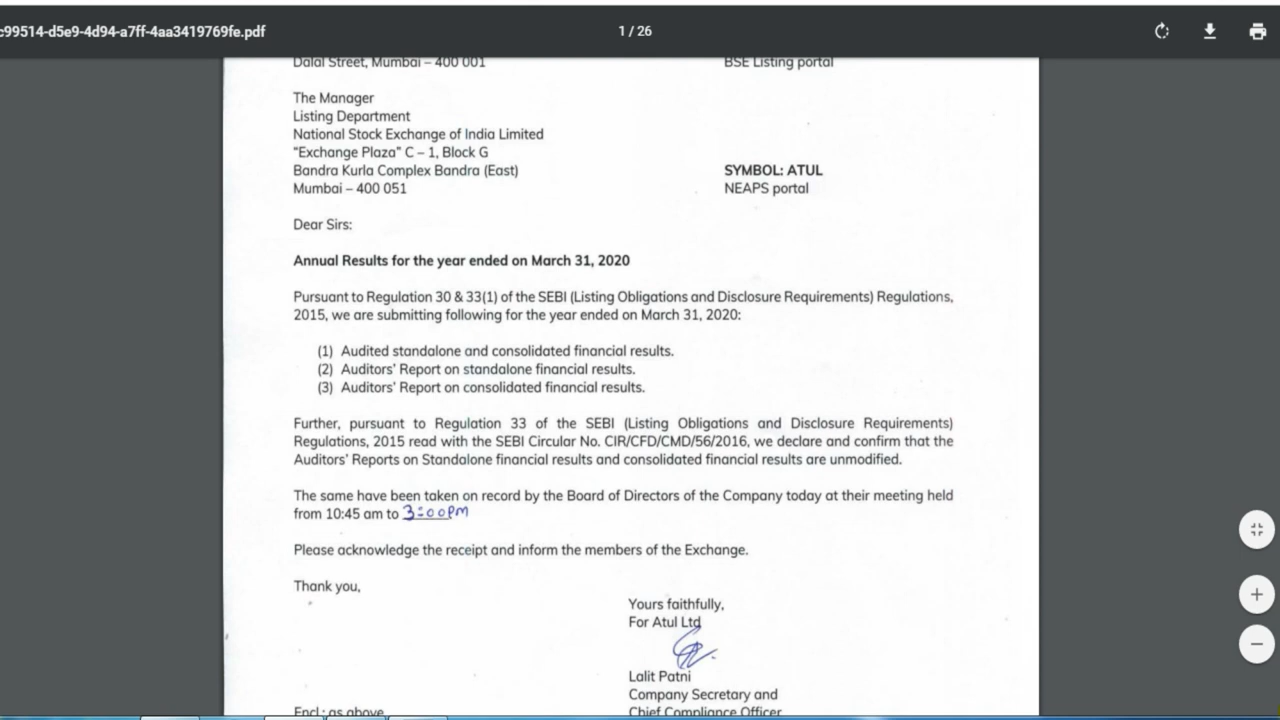 c99514-d5e9-4d94-a7ff-4aa3419769fe.pdf
1 / 26
Dalal Street, Mumbai – 400 001
BSE Listing portal
The Manager
Listing Department
National Stock Exchange of India Limited
"Exchange Plaza" C – 1, Block G
Bandra Kurla Complex Bandra (East)
SYMBOL: ATUL
Mumbai – 400 051
NEAPS portal
Dear Sirs:
Annual Results for the year ended on March 31, 2020
Pursuant to Regulation 30 & 33(1) of the SEBI (Listing Obligations and Disclosure Requirements) Regulations,
2015, we are submitting following for the year ended on March 31, 2020:
(1) Audited standalone and consolidated financial results.
(2) Auditors' Report on standalone financial results.
(3) Auditors' Report on consolidated financial results.
Further, pursuant to Regulation 33 of the SEBI (Listing Obligations and Disclosure Requirements)
Regulations, 2015 read with the SEBI Circular No. CIR/CFD/CMD/56/2016, we declare and confirm that the
Auditors' Reports on Standalone financial results and consolidated financial results are unmodified.
The same have been taken on record by the Board of Directors of the Company today at their meeting held
from 10:45 am to 3:00PM
Please acknowledge the receipt and inform the members of the Exchange.
Thank you,
Yours faithfully,
For Atul Ltd
Lalit Patni
Company Secretary and
Encl: as above
Chief Compliance Officer